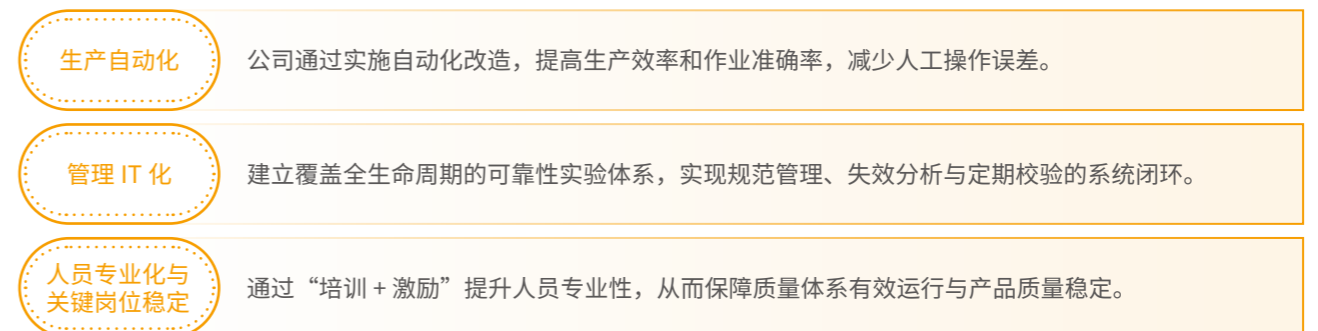 生产自动化
公司通过实施自动化改造，提高生产效率和作业准确率，减少人工操作误差。
管理 IT 化
建立覆盖全生命周期的可靠性实验体系，实现规范管理、失效分析与定期校验的系统闭环。
人员专业化与
关键岗位稳定
通过“培训 + 激励”提升人员专业性，从而保障质量体系有效运行与产品质量稳定。